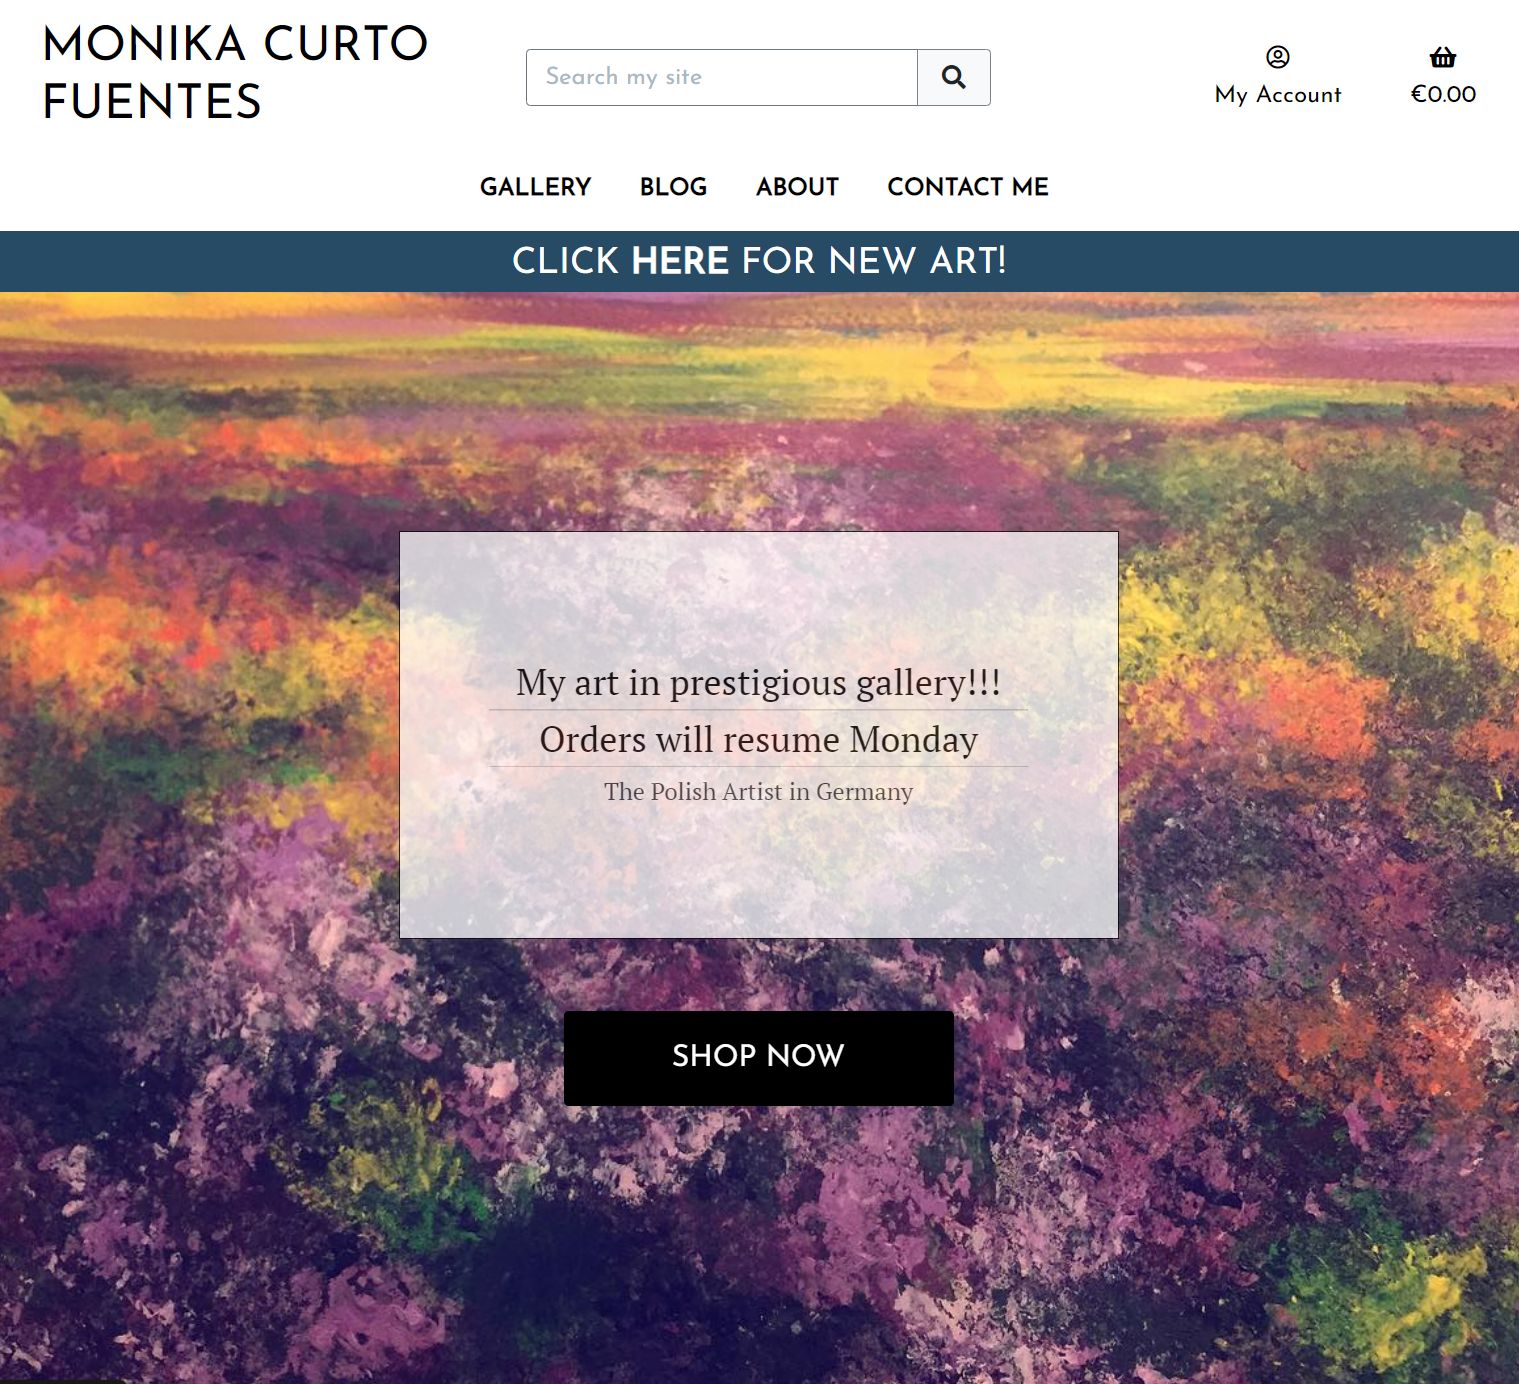 MONIKA CURTO
FUENTES
Search my site
My Account
€0.00
GALLERY BLOG ABOUT CONTACT ME
CLICK HERE FOR NEW ART!
My art in prestigious gallery!!!
Orders will resume Monday
The Polish Artist in Germany
SHOP NOW